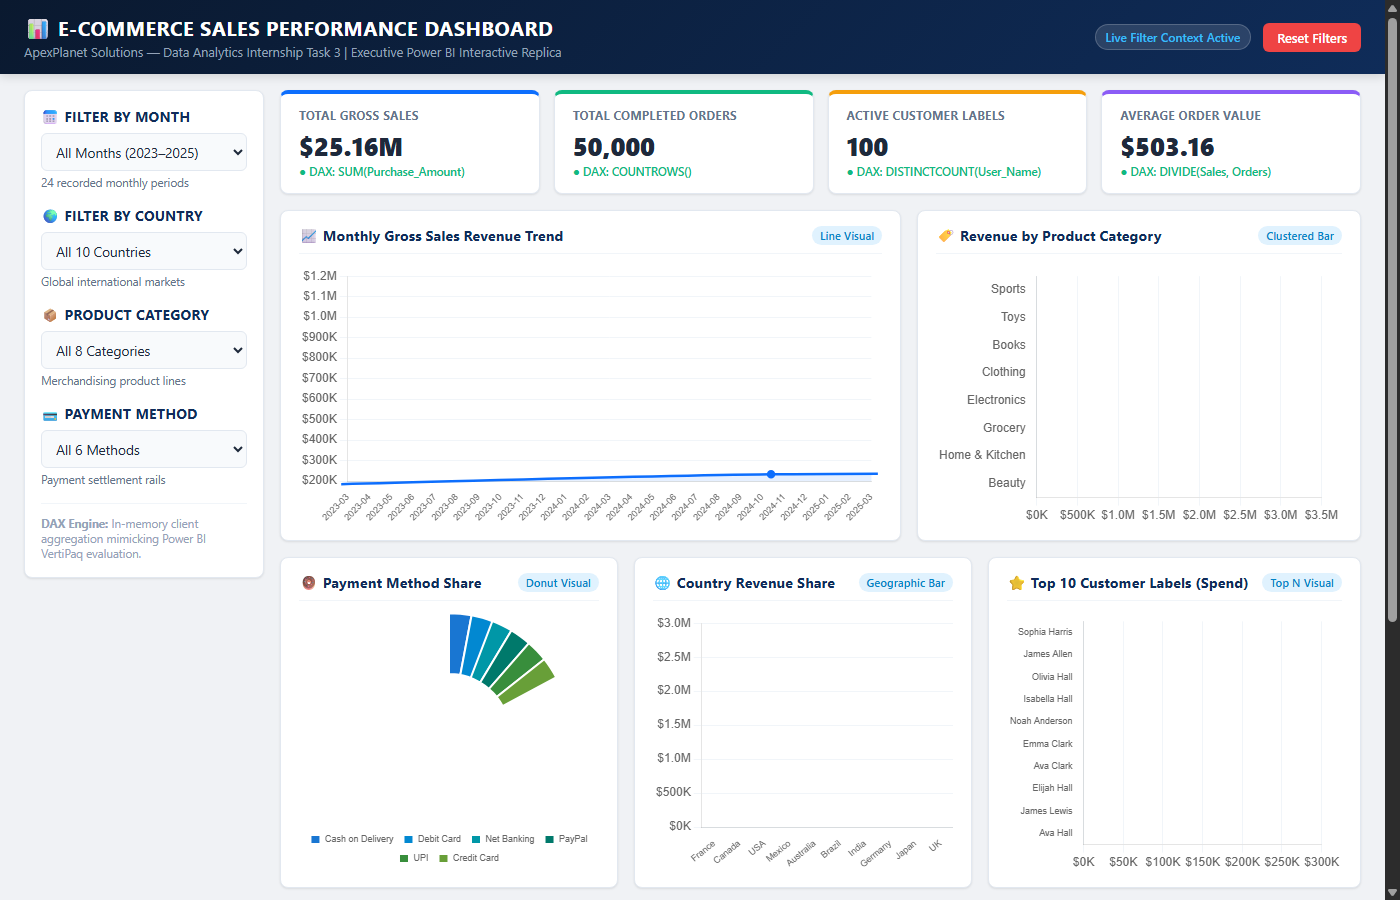 E-COMMERCE SALES PERFORMANCE DASHBOARD
ApexPlanet Solutions — Data Analytics Internship Task 3 | Executive Power BI Interactive Replica
Live Filter Context Active
Reset Filters
FILTER BY MONTH
All Months (2023–2025)
24 recorded monthly periods
FILTER BY COUNTRY
All 10 Countries
Global international markets
PRODUCT CATEGORY
All 8 Categories
Merchandising product lines
PAYMENT METHOD
All 6 Methods
Payment settlement rails
DAX Engine: In-memory client
aggregation mimicking Power BI
VertiPaq evaluation.
TOTAL GROSS SALES
$25.16M
● DAX: SUM(Purchase_Amount)
TOTAL COMPLETED ORDERS
50,000
● DAX: COUNTROWS()
ACTIVE CUSTOMER LABELS
100
● DAX: DISTINCTCOUNT(User_Name)
AVERAGE ORDER VALUE
$503.16
● DAX: DIVIDE(Sales, Orders)
Monthly Gross Sales Revenue Trend
Line Visual
$1.2M
$1.1M
$1.0M
$900K
$800K
$700K
$600K
$500K
$400K
$300K
$200K
2023-03 2023-04 2023-05 2023-06 2023-07 2023-08 2023-09 2023-10 2023-11 2023-12 2024-01 2024-02 2024-03 2024-04 2024-05 2024-06 2024-07 2024-08 2024-09 2024-10 2024-11 2024-12 2025-01 2025-02 2025-03
Revenue by Product Category
Clustered Bar
Sports
Toys
Books
Clothing
Electronics
Grocery
Home & Kitchen
Beauty
$0K $500K $1.0M $1.5M $2.0M $2.5M $3.0M $3.5M
Payment Method Share
Donut Visual
Cash on Delivery Debit Card Net Banking PayPal
UPI Credit Card
Country Revenue Share
Geographic Bar
$3.0M
$2.5M
$2.0M
$1.5M
$1.0M
$500K
$0K
France Canada USA Mexico Australia Brazil India Germany Japan UK
Top 10 Customer Labels (Spend)
Top N Visual
Sophia Harris
James Allen
Olivia Hall
Isabella Hall
Noah Anderson
Emma Clark
Ava Clark
Elijah Hall
James Lewis
Ava Hall
$0K $50K $100K $150K $200K $250K $300K